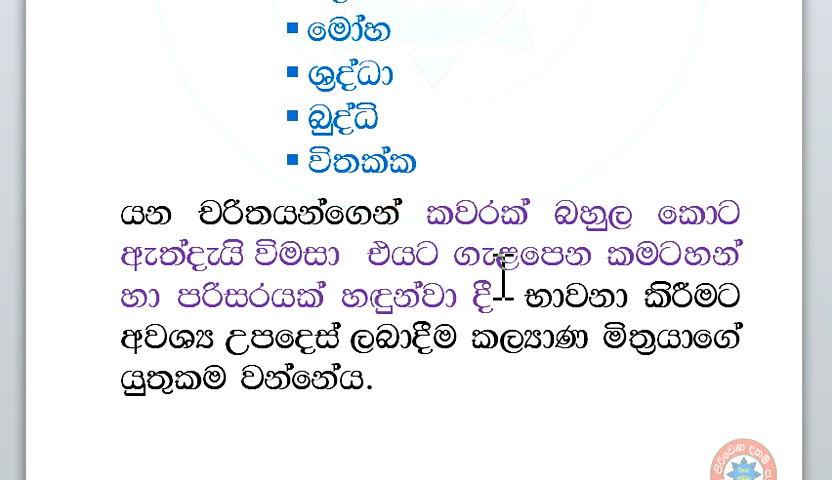 ▪ මෝහ
▪ ශ්‍රද්ධා
▪ බුද්ධි
▪ විතක්ක
යන චරිතයන්ගෙන් කවරක් බහුල කොට
ඇත්දැයි විමසා එයට ගැළපෙන කමටහන්
හා පරිසරයක් හඳුන්වා දී භාවනා කිරීමට
අවශ්‍ය උපදෙස් ලබාදීම කල්‍යාණ මිත්‍රයාගේ
යුතුකම වන්නේය.